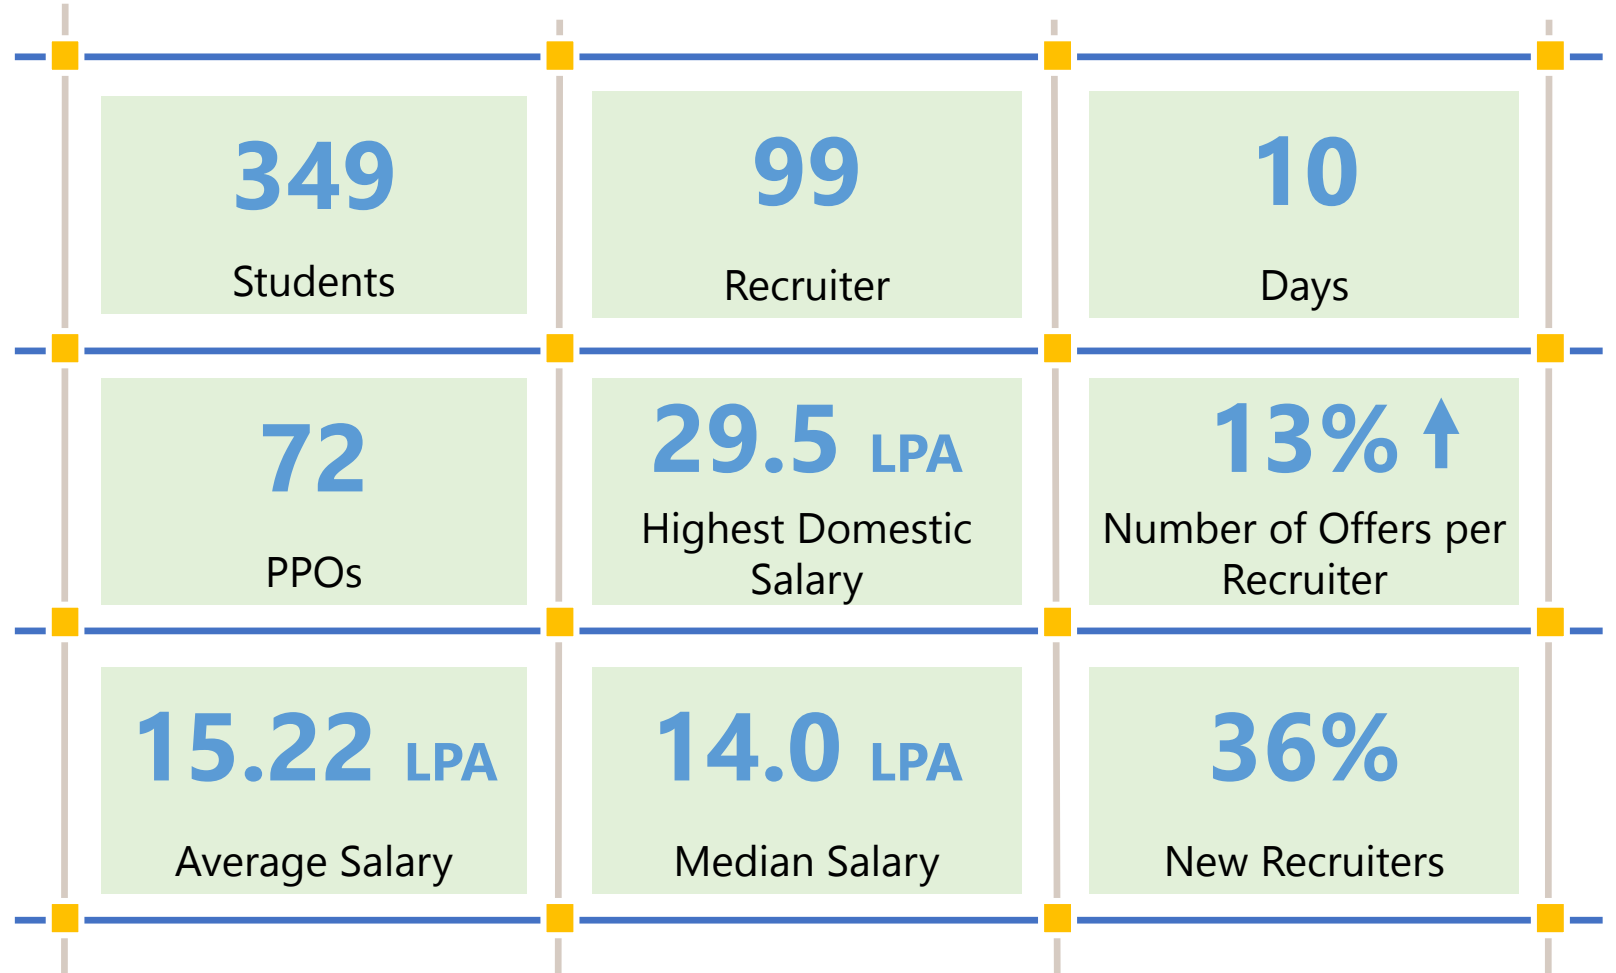 349
Students
99
Recruiter
10
Days
72
PPOs
29.5 LPA
Highest Domestic
Salary
13%
Number of Offers per
Recruiter
15.22 LPA
Average Salary
14.0 LPA
Median Salary
36%
New Recruiters